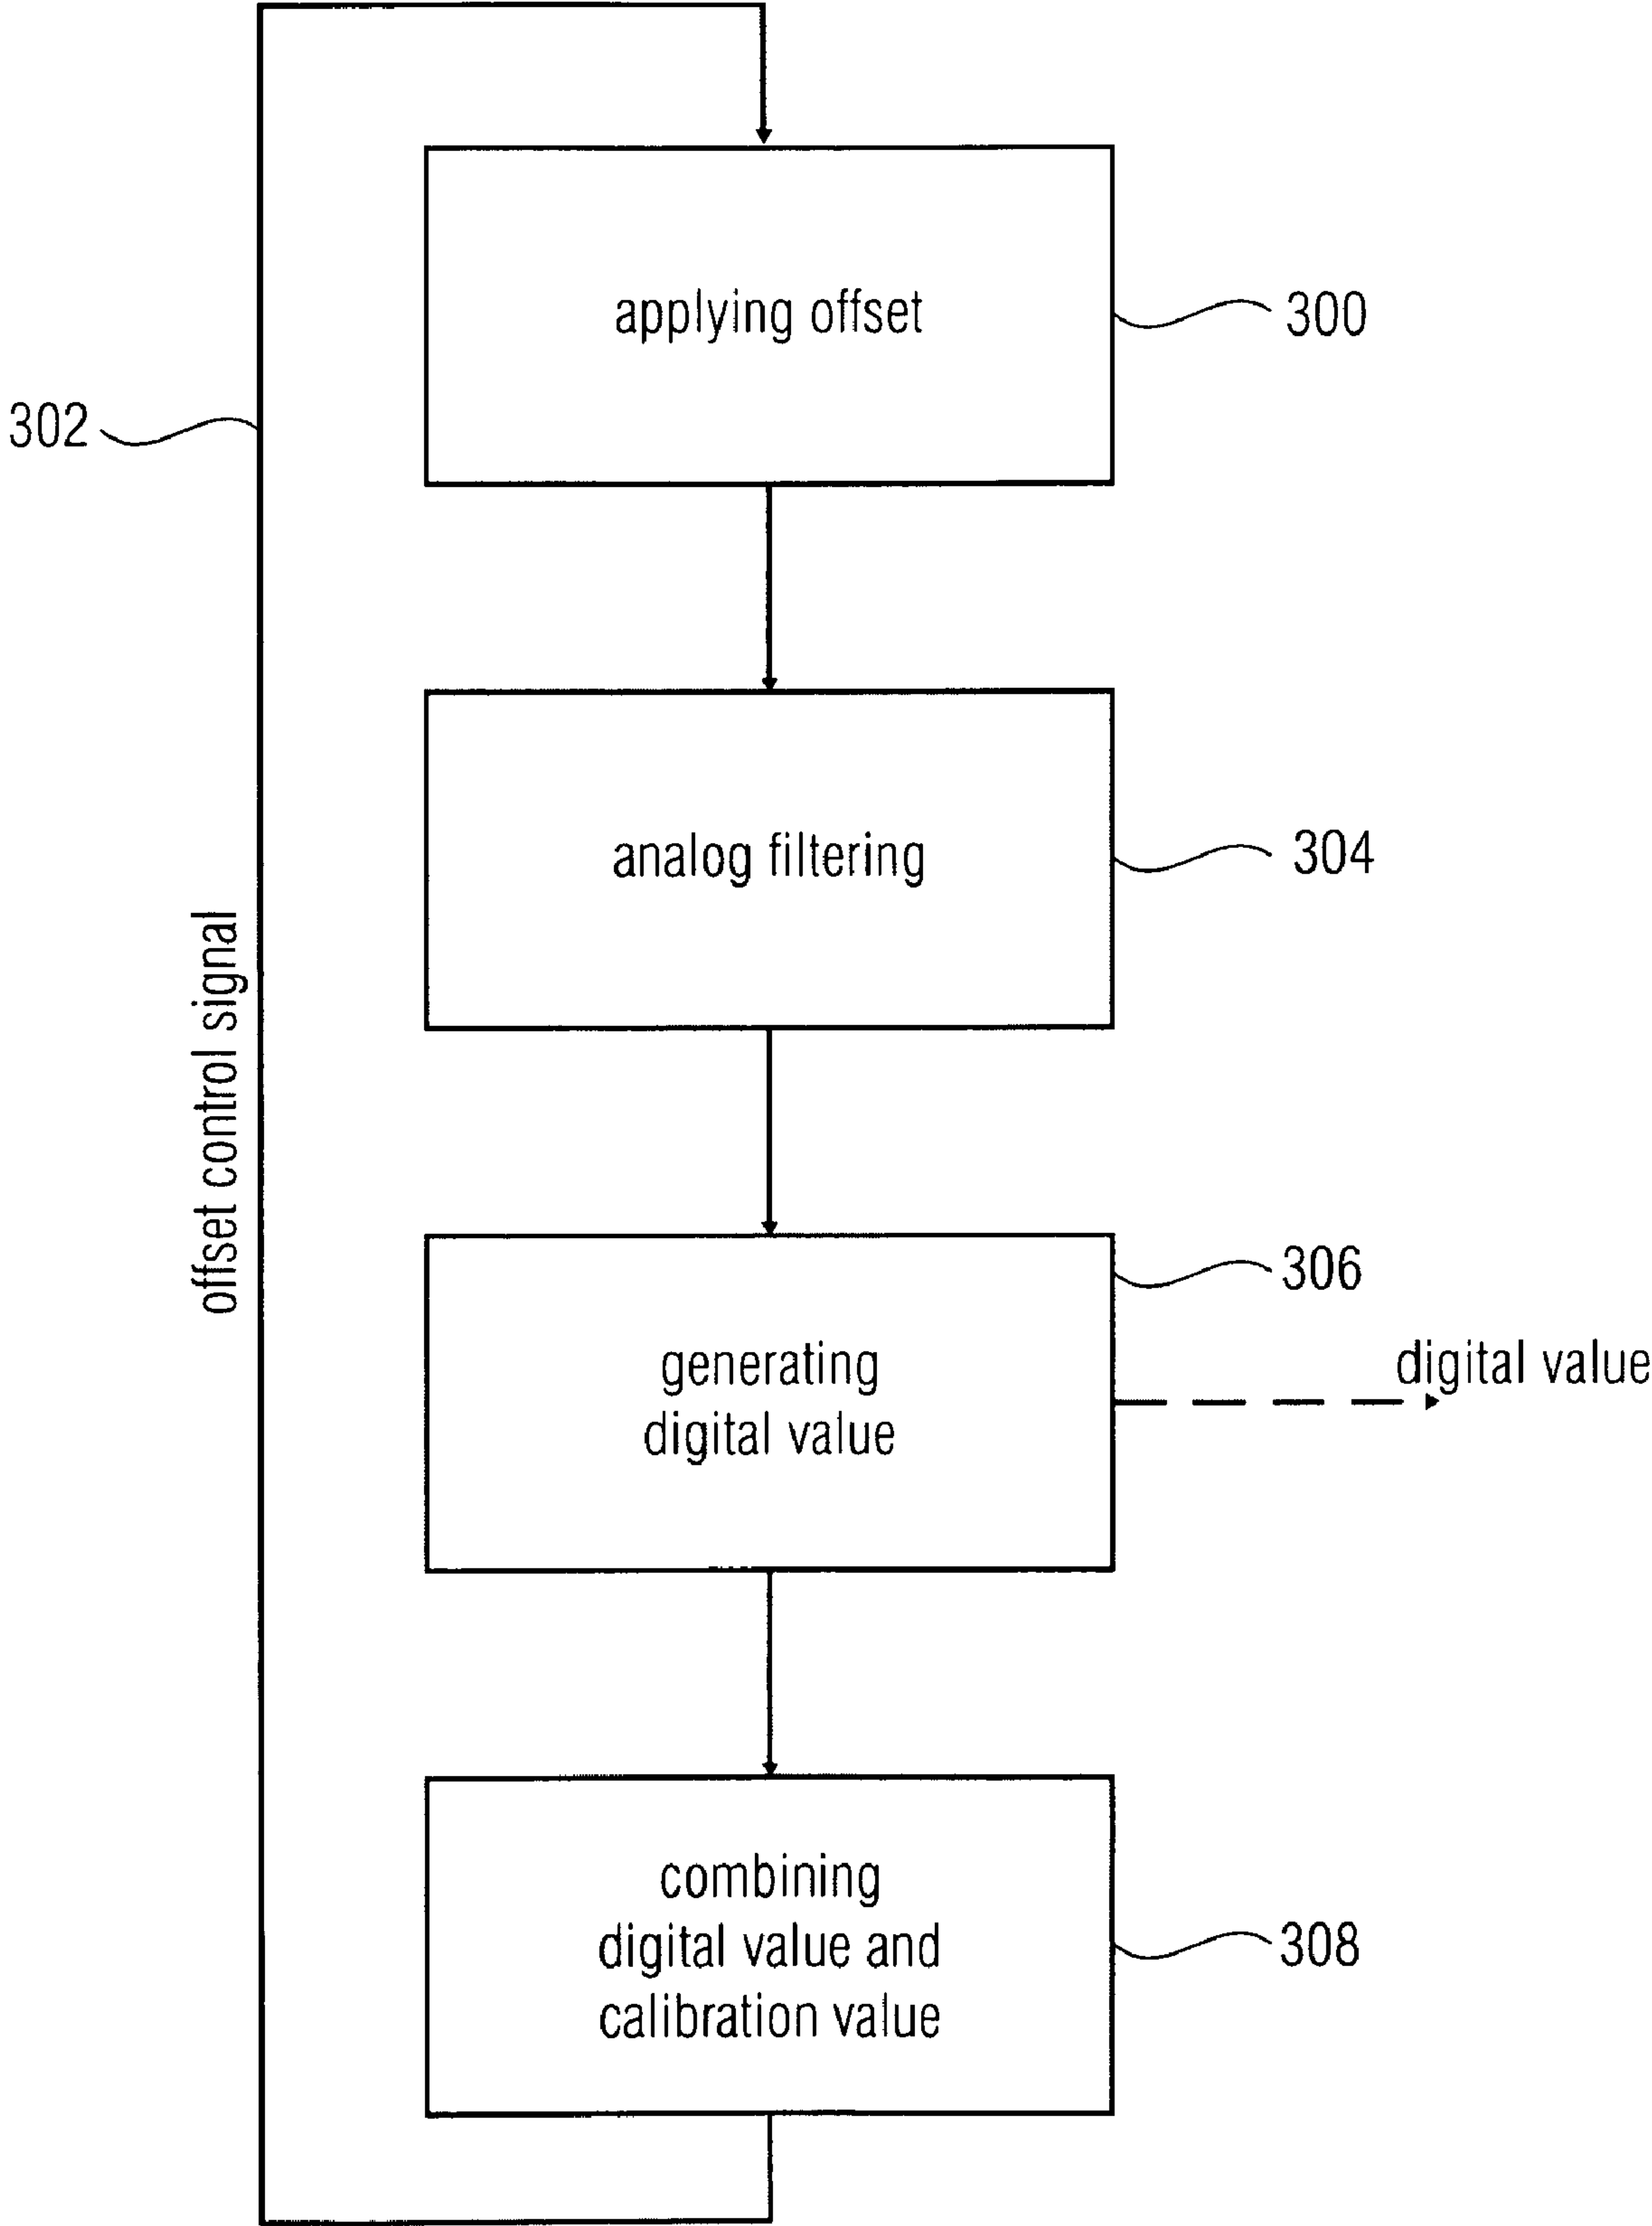 applying offset
300
302
analog filtering
304
offset control signal
306
generating
digital value
digital value
combining
digital value and
calibration value
308